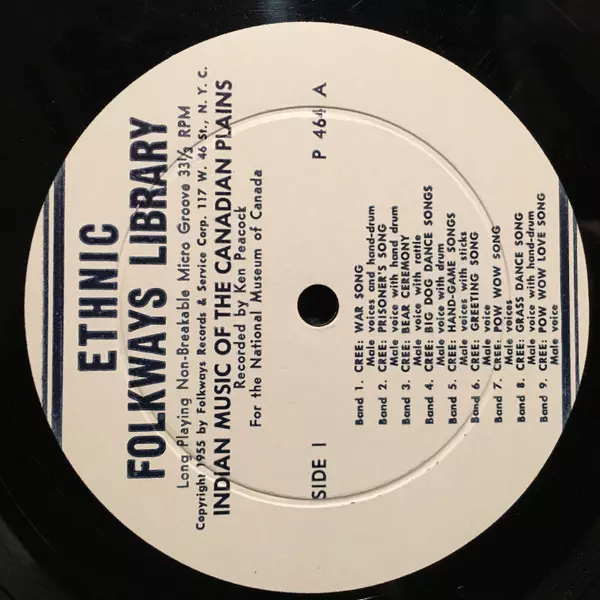 ETHNIC
FOLKWAYS LIBRARY
Long Playing Non-Breakable Micro Groove 33⅓ RPM
Copyright 1955 by Folkways Records & Service Corp. 117 W. 46 St., N. Y. C.
INDIAN MUSIC OF THE CANADIAN PLAINS
Recorded by Ken Peacock
For the National Museum of Canada
SIDE I
P 464 A
Band 1. CREE: WAR SONG
Male voices and hand-drum
Band 2. CREE: PRISONER'S SONG
Male voice with hand drum
Band 3. CREE: BEAR CEREMONY
Male voice with rattle
Band 4. CREE: BIG DOG DANCE SONGS
Male voice with drum
Band 5. CREE: HAND-GAME SONGS
Male voices with sticks
Band 6. CREE: GREETING SONG
Male voice
Band 7. CREE: POW WOW SONG
Male voices
Band 8. CREE: GRASS DANCE SONG
Male voice with hand-drum
Band 9. CREE: POW WOW LOVE SONG
Male voice